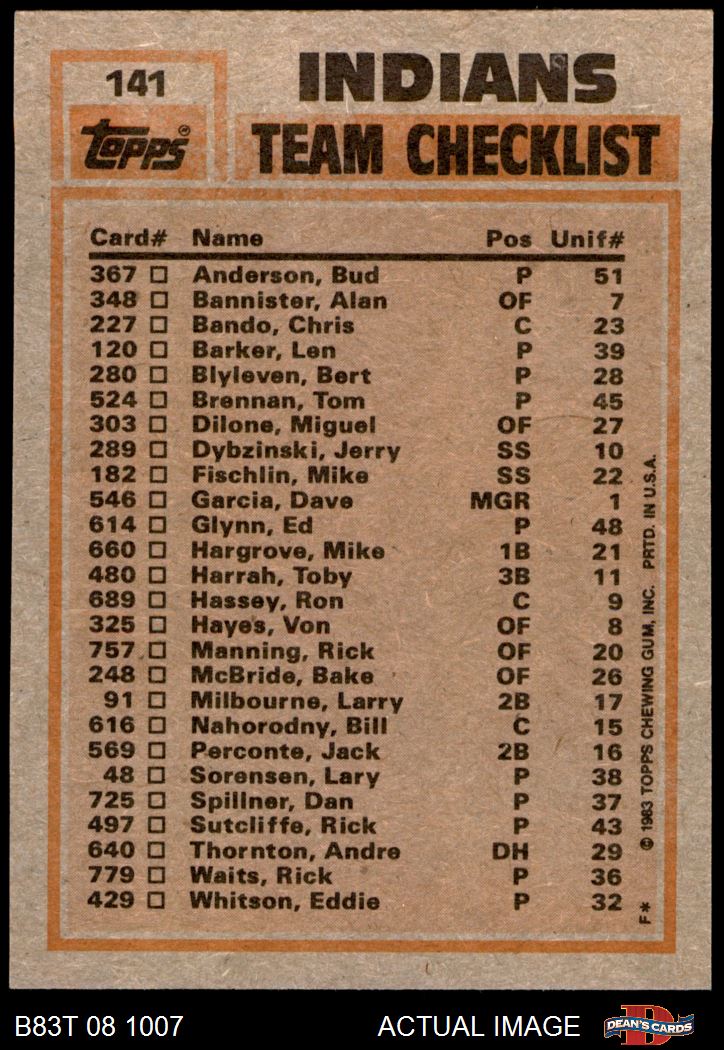 141
INDIANS
Topps®
TEAM CHECKLIST
Card# Name Pos Unif#
367 □ Anderson, Bud P 51
348 □ Bannister, Alan OF 7
227 □ Bando, Chris C 23
120 □ Barker, Len P 39
280 □ Blyleven, Bert P 28
524 □ Brennan, Tom P 45
303 □ Dilone, Miguel OF 27
289 □ Dybzinski, Jerry SS 10
182 □ Fischlin, Mike SS 22
546 □ Garcia, Dave MGR 1
614 □ Glynn, Ed P 48
660 □ Hargrove, Mike 1B 21
480 □ Harrah, Toby 3B 11
689 □ Hassey, Ron C 9
325 □ Hayes, Von OF 8
757 □ Manning, Rick OF 20
248 □ McBride, Bake OF 26
91 □ Milbourne, Larry 2B 17
616 □ Nahorodny, Bill C 15
569 □ Perconte, Jack 2B 16
48 □ Sorensen, Lary P 38
725 □ Spillner, Dan P 37
497 □ Sutcliffe, Rick P 43
640 □ Thornton, Andre DH 29
779 □ Waits, Rick P 36
429 □ Whitson, Eddie P 32
F* © 1983 TOPPS CHEWING GUM, INC. PRTD. IN U.S.A.
B83T 08 1007 ACTUAL IMAGE DEAN'S CARDS